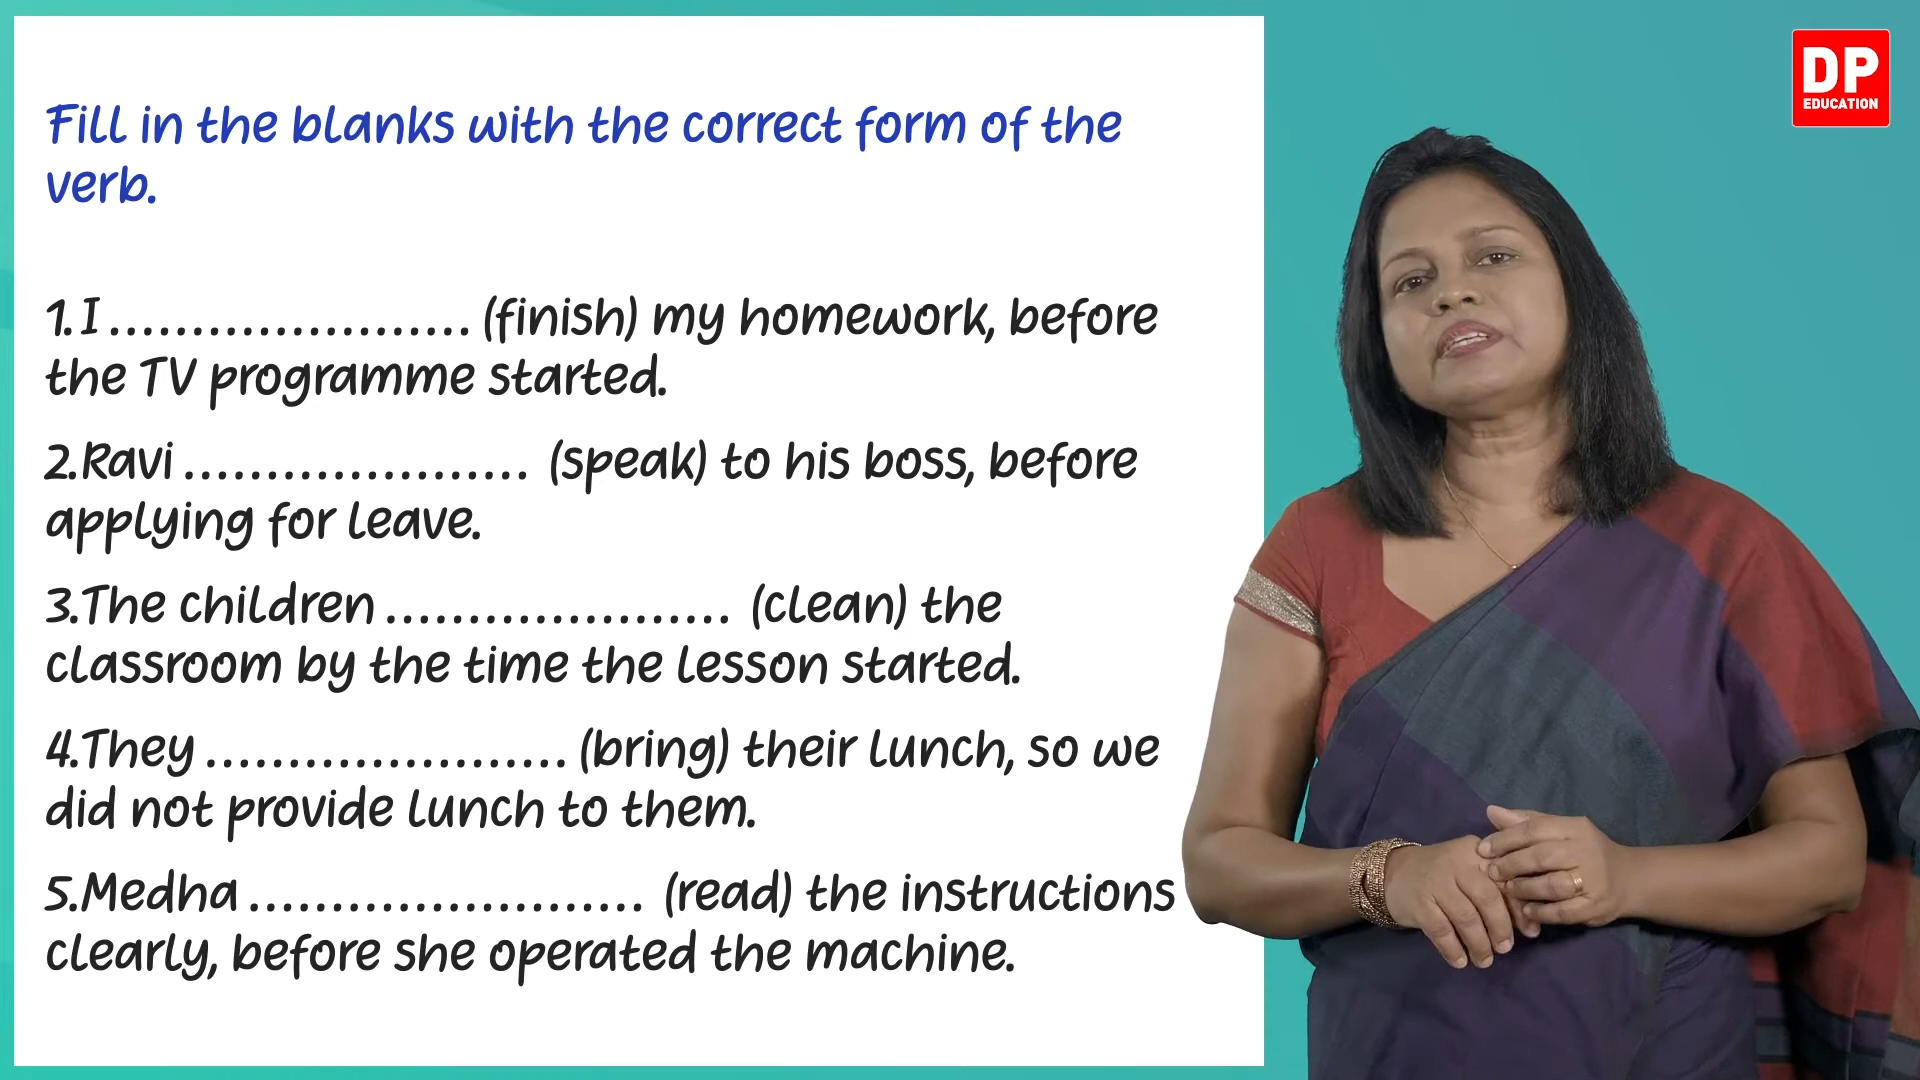 Fill in the blanks with the correct form of the
verb.
1.I...................... (finish) my homework, before
the TV programme started.
2.Ravi..................... (speak) to his boss, before
applying for leave.
3.The children..................... (clean) the
classroom by the time the lesson started.
4.They...................... (bring) their lunch, so we
did not provide lunch to them.
5.Medha........................ (read) the instructions
clearly, before she operated the machine.
DP
EDUCATION